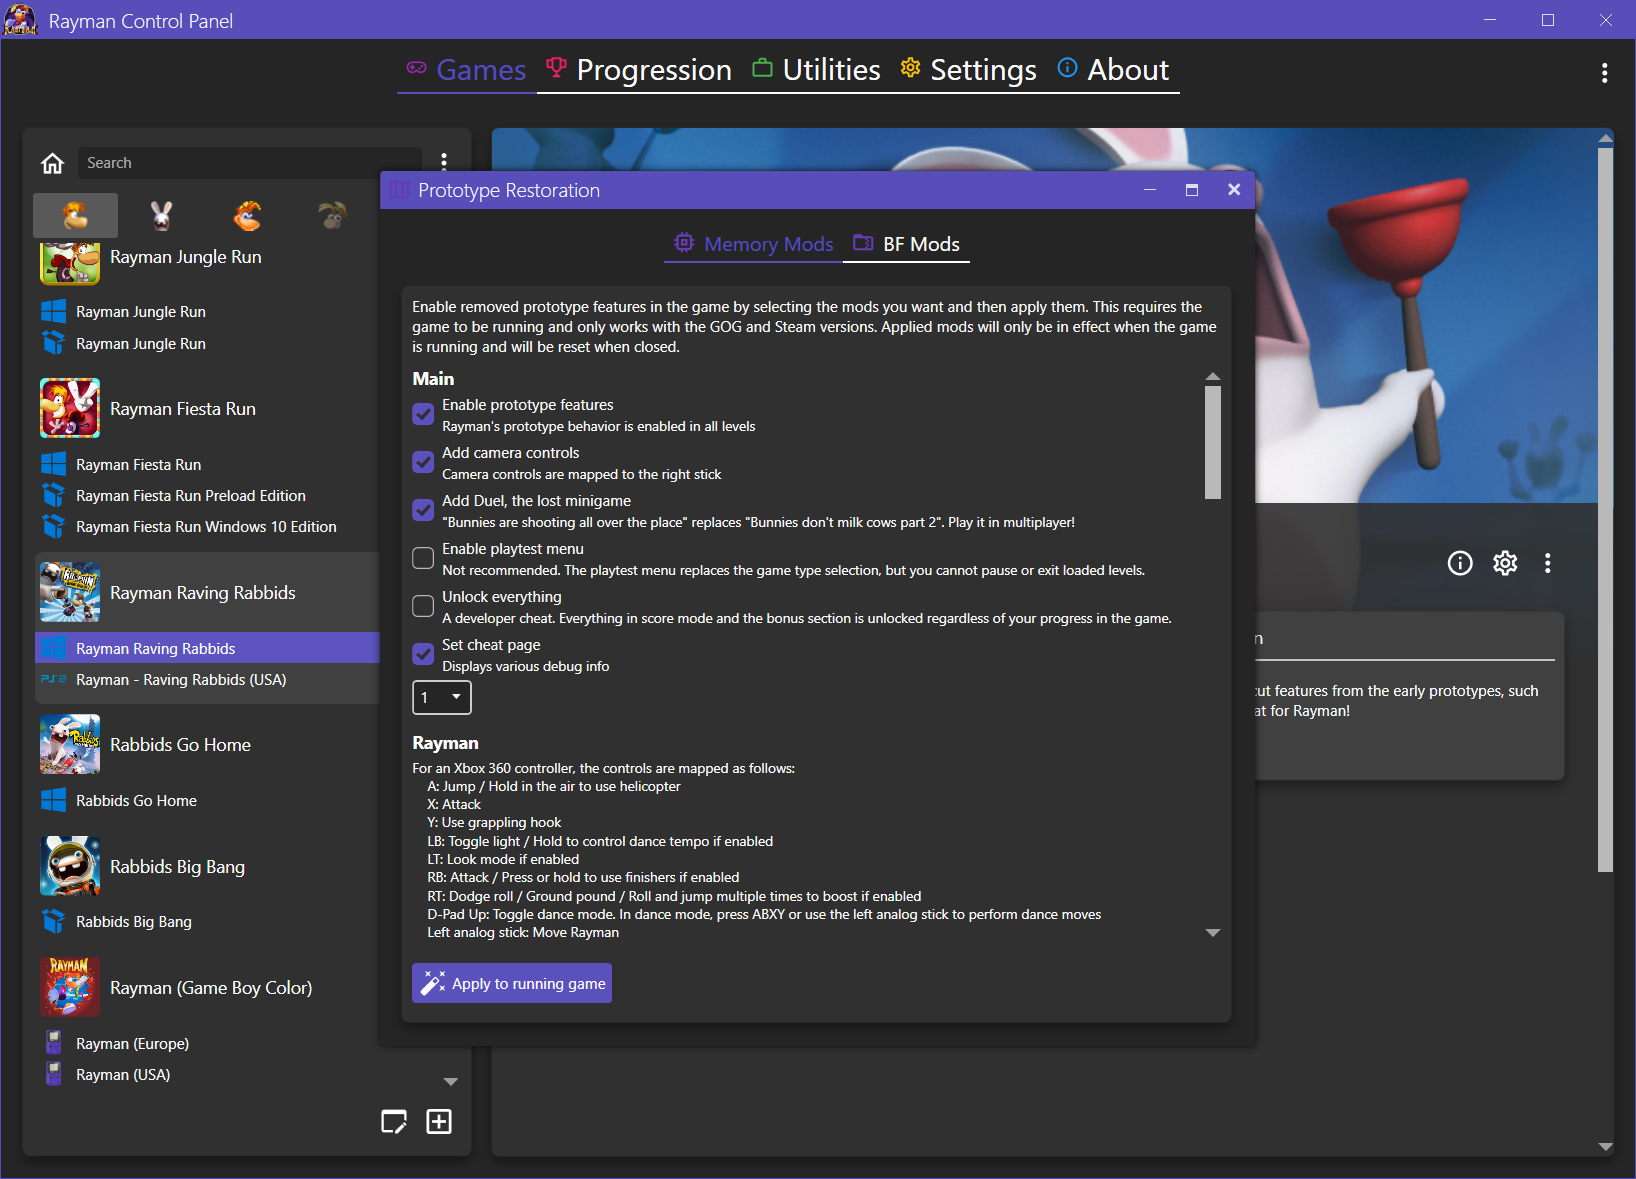 Rayman Control Panel
Games
Progression
Utilities
Settings
About
Search
Rayman Jungle Run
Rayman Jungle Run
Rayman Jungle Run
Rayman Fiesta Run
Rayman Fiesta Run
Rayman Fiesta Run Preload Edition
Rayman Fiesta Run Windows 10 Edition
Rayman Raving Rabbids
Rayman Raving Rabbids
PS2 Rayman - Raving Rabbids (USA)
Rabbids Go Home
Rabbids Go Home
Rabbids Big Bang
Rabbids Big Bang
RAYMAN
Rayman (Game Boy Color)
Rayman (Europe)
Rayman (USA)
Prototype Restoration
Memory Mods
BF Mods
Enable removed prototype features in the game by selecting the mods you want and then apply them. This requires the
game to be running and only works with the GOG and Steam versions. Applied mods will only be in effect when the game
is running and will be reset when closed.
Main
Enable prototype features
Rayman's prototype behavior is enabled in all levels
Add camera controls
Camera controls are mapped to the right stick
Add Duel, the lost minigame
"Bunnies are shooting all over the place" replaces "Bunnies don't milk cows part 2". Play it in multiplayer!
Enable playtest menu
Not recommended. The playtest menu replaces the game type selection, but you cannot pause or exit loaded levels.
Unlock everything
A developer cheat. Everything in score mode and the bonus section is unlocked regardless of your progress in the game.
Set cheat page
Displays various debug info
1
Rayman
For an Xbox 360 controller, the controls are mapped as follows:
A: Jump / Hold in the air to use helicopter
X: Attack
Y: Use grappling hook
LB: Toggle light / Hold to control dance tempo if enabled
LT: Look mode if enabled
RB: Attack / Press or hold to use finishers if enabled
RT: Dodge roll / Ground pound / Roll and jump multiple times to boost if enabled
D-Pad Up: Toggle dance mode. In dance mode, press ABXY or use the left analog stick to perform dance moves
Left analog stick: Move Rayman
Apply to running game
n
cut features from the early prototypes, such
at for Rayman!